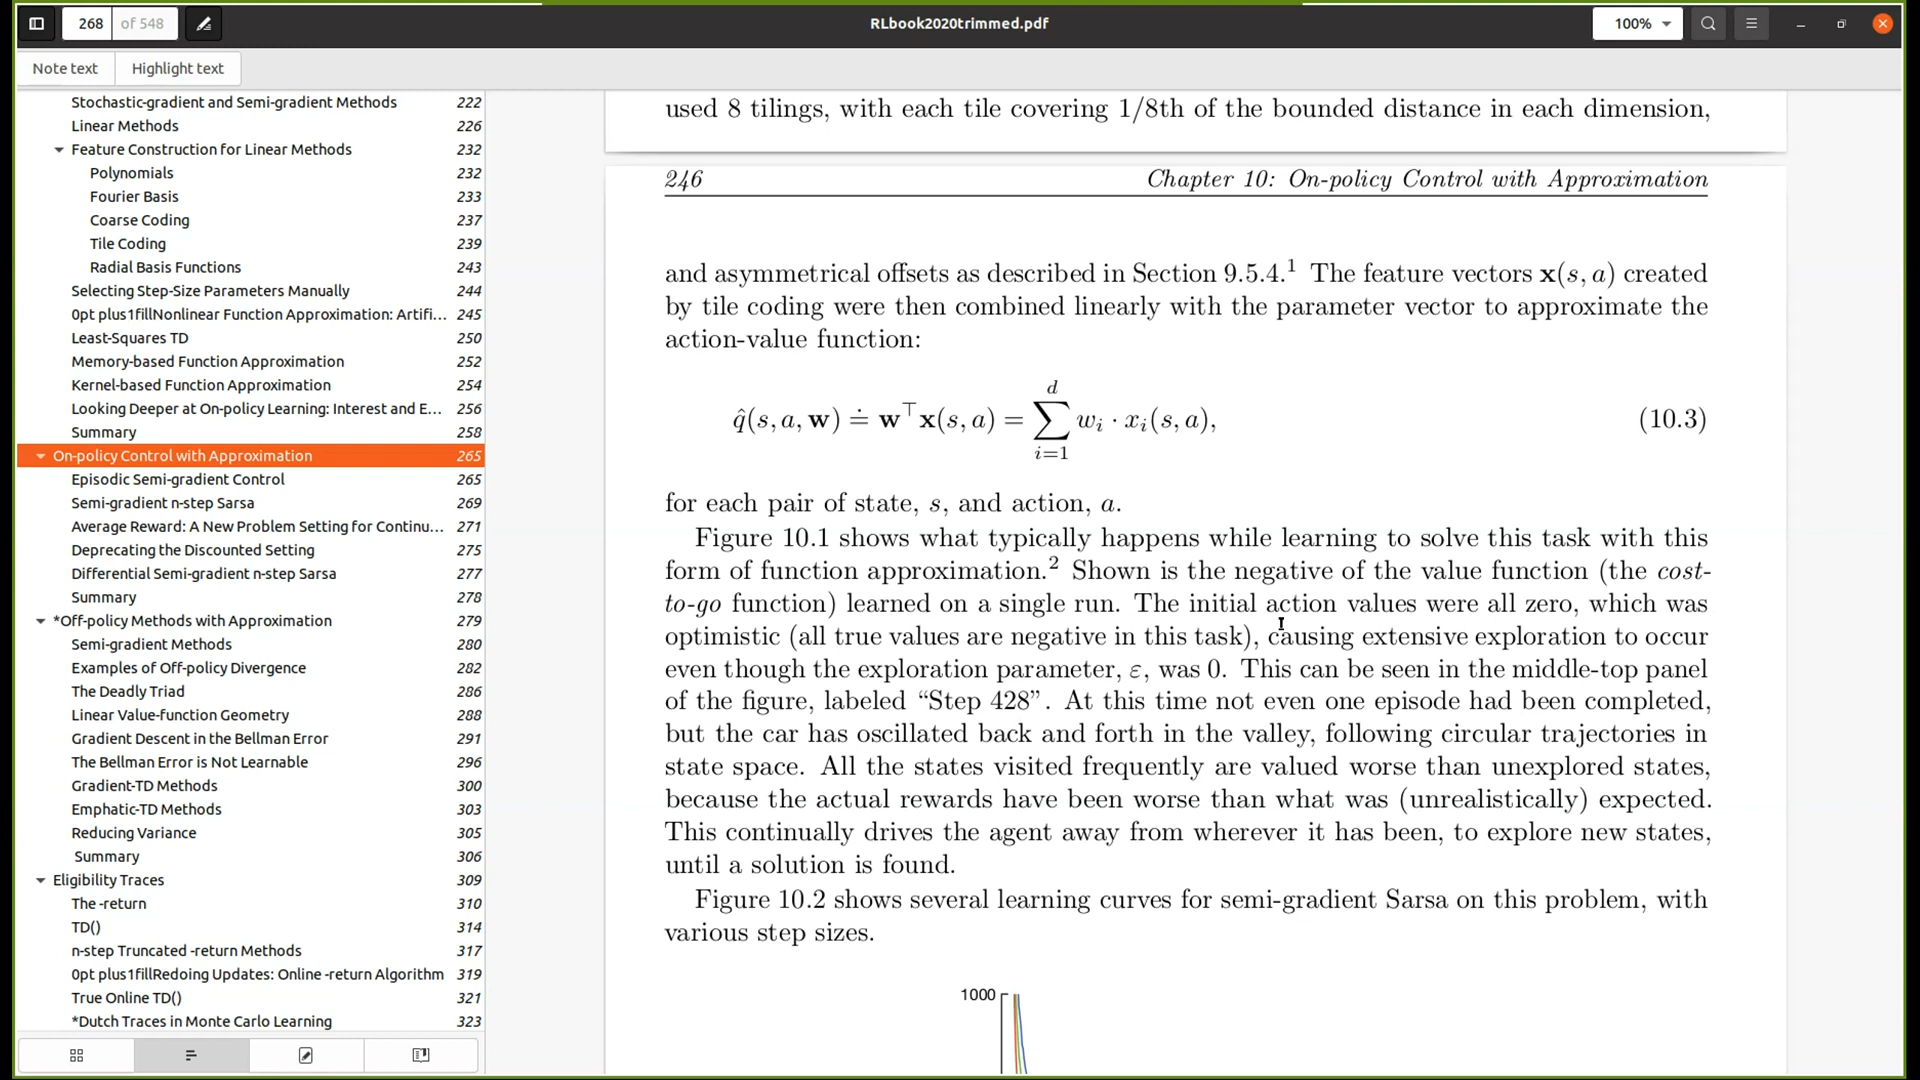 268 of 548
RLbook2020trimmed.pdf
100%
Note text
Highlight text
Stochastic-gradient and Semi-gradient Methods 222
Linear Methods 226
Feature Construction for Linear Methods 232
Polynomials 232
Fourier Basis 233
Coarse Coding 237
Tile Coding 239
Radial Basis Functions 243
Selecting Step-Size Parameters Manually 244
0pt plus1fillNonlinear Function Approximation: Artifi... 245
Least-Squares TD 250
Memory-based Function Approximation 252
Kernel-based Function Approximation 254
Looking Deeper at On-policy Learning: Interest and E... 256
Summary 258
On-policy Control with Approximation 265
Episodic Semi-gradient Control 265
Semi-gradient n-step Sarsa 269
Average Reward: A New Problem Setting for Continu... 271
Deprecating the Discounted Setting 275
Differential Semi-gradient n-step Sarsa 277
Summary 278
*Off-policy Methods with Approximation 279
Semi-gradient Methods 280
Examples of Off-policy Divergence 282
The Deadly Triad 286
Linear Value-function Geometry 288
Gradient Descent in the Bellman Error 291
The Bellman Error is Not Learnable 296
Gradient-TD Methods 300
Emphatic-TD Methods 303
Reducing Variance 305
Summary 306
Eligibility Traces 309
The -return 310
TD() 314
n-step Truncated -return Methods 317
0pt plus1fillRedoing Updates: Online -return Algorithm 319
True Online TD() 321
*Dutch Traces in Monte Carlo Learning 323
used 8 tilings, with each tile covering 1/8th of the bounded distance in each dimension,
246 Chapter 10: On-policy Control with Approximation
and asymmetrical offsets as described in Section 9.5.4.¹ The feature vectors x(s, a) created
by tile coding were then combined linearly with the parameter vector to approximate the
action-value function:
q̂(s, a, w) ≐ w⊤x(s, a) = ∑_{i=1}^{d} wᵢ · xᵢ(s, a), (10.3)
for each pair of state, s, and action, a.
Figure 10.1 shows what typically happens while learning to solve this task with this
form of function approximation.² Shown is the negative of the value function (the cost-
to-go function) learned on a single run. The initial action values were all zero, which was
optimistic (all true values are negative in this task), causing extensive exploration to occur
even though the exploration parameter, ε, was 0. This can be seen in the middle-top panel
of the figure, labeled “Step 428”. At this time not even one episode had been completed,
but the car has oscillated back and forth in the valley, following circular trajectories in
state space. All the states visited frequently are valued worse than unexplored states,
because the actual rewards have been worse than what was (unrealistically) expected.
This continually drives the agent away from wherever it has been, to explore new states,
until a solution is found.
Figure 10.2 shows several learning curves for semi-gradient Sarsa on this problem, with
various step sizes.
1000